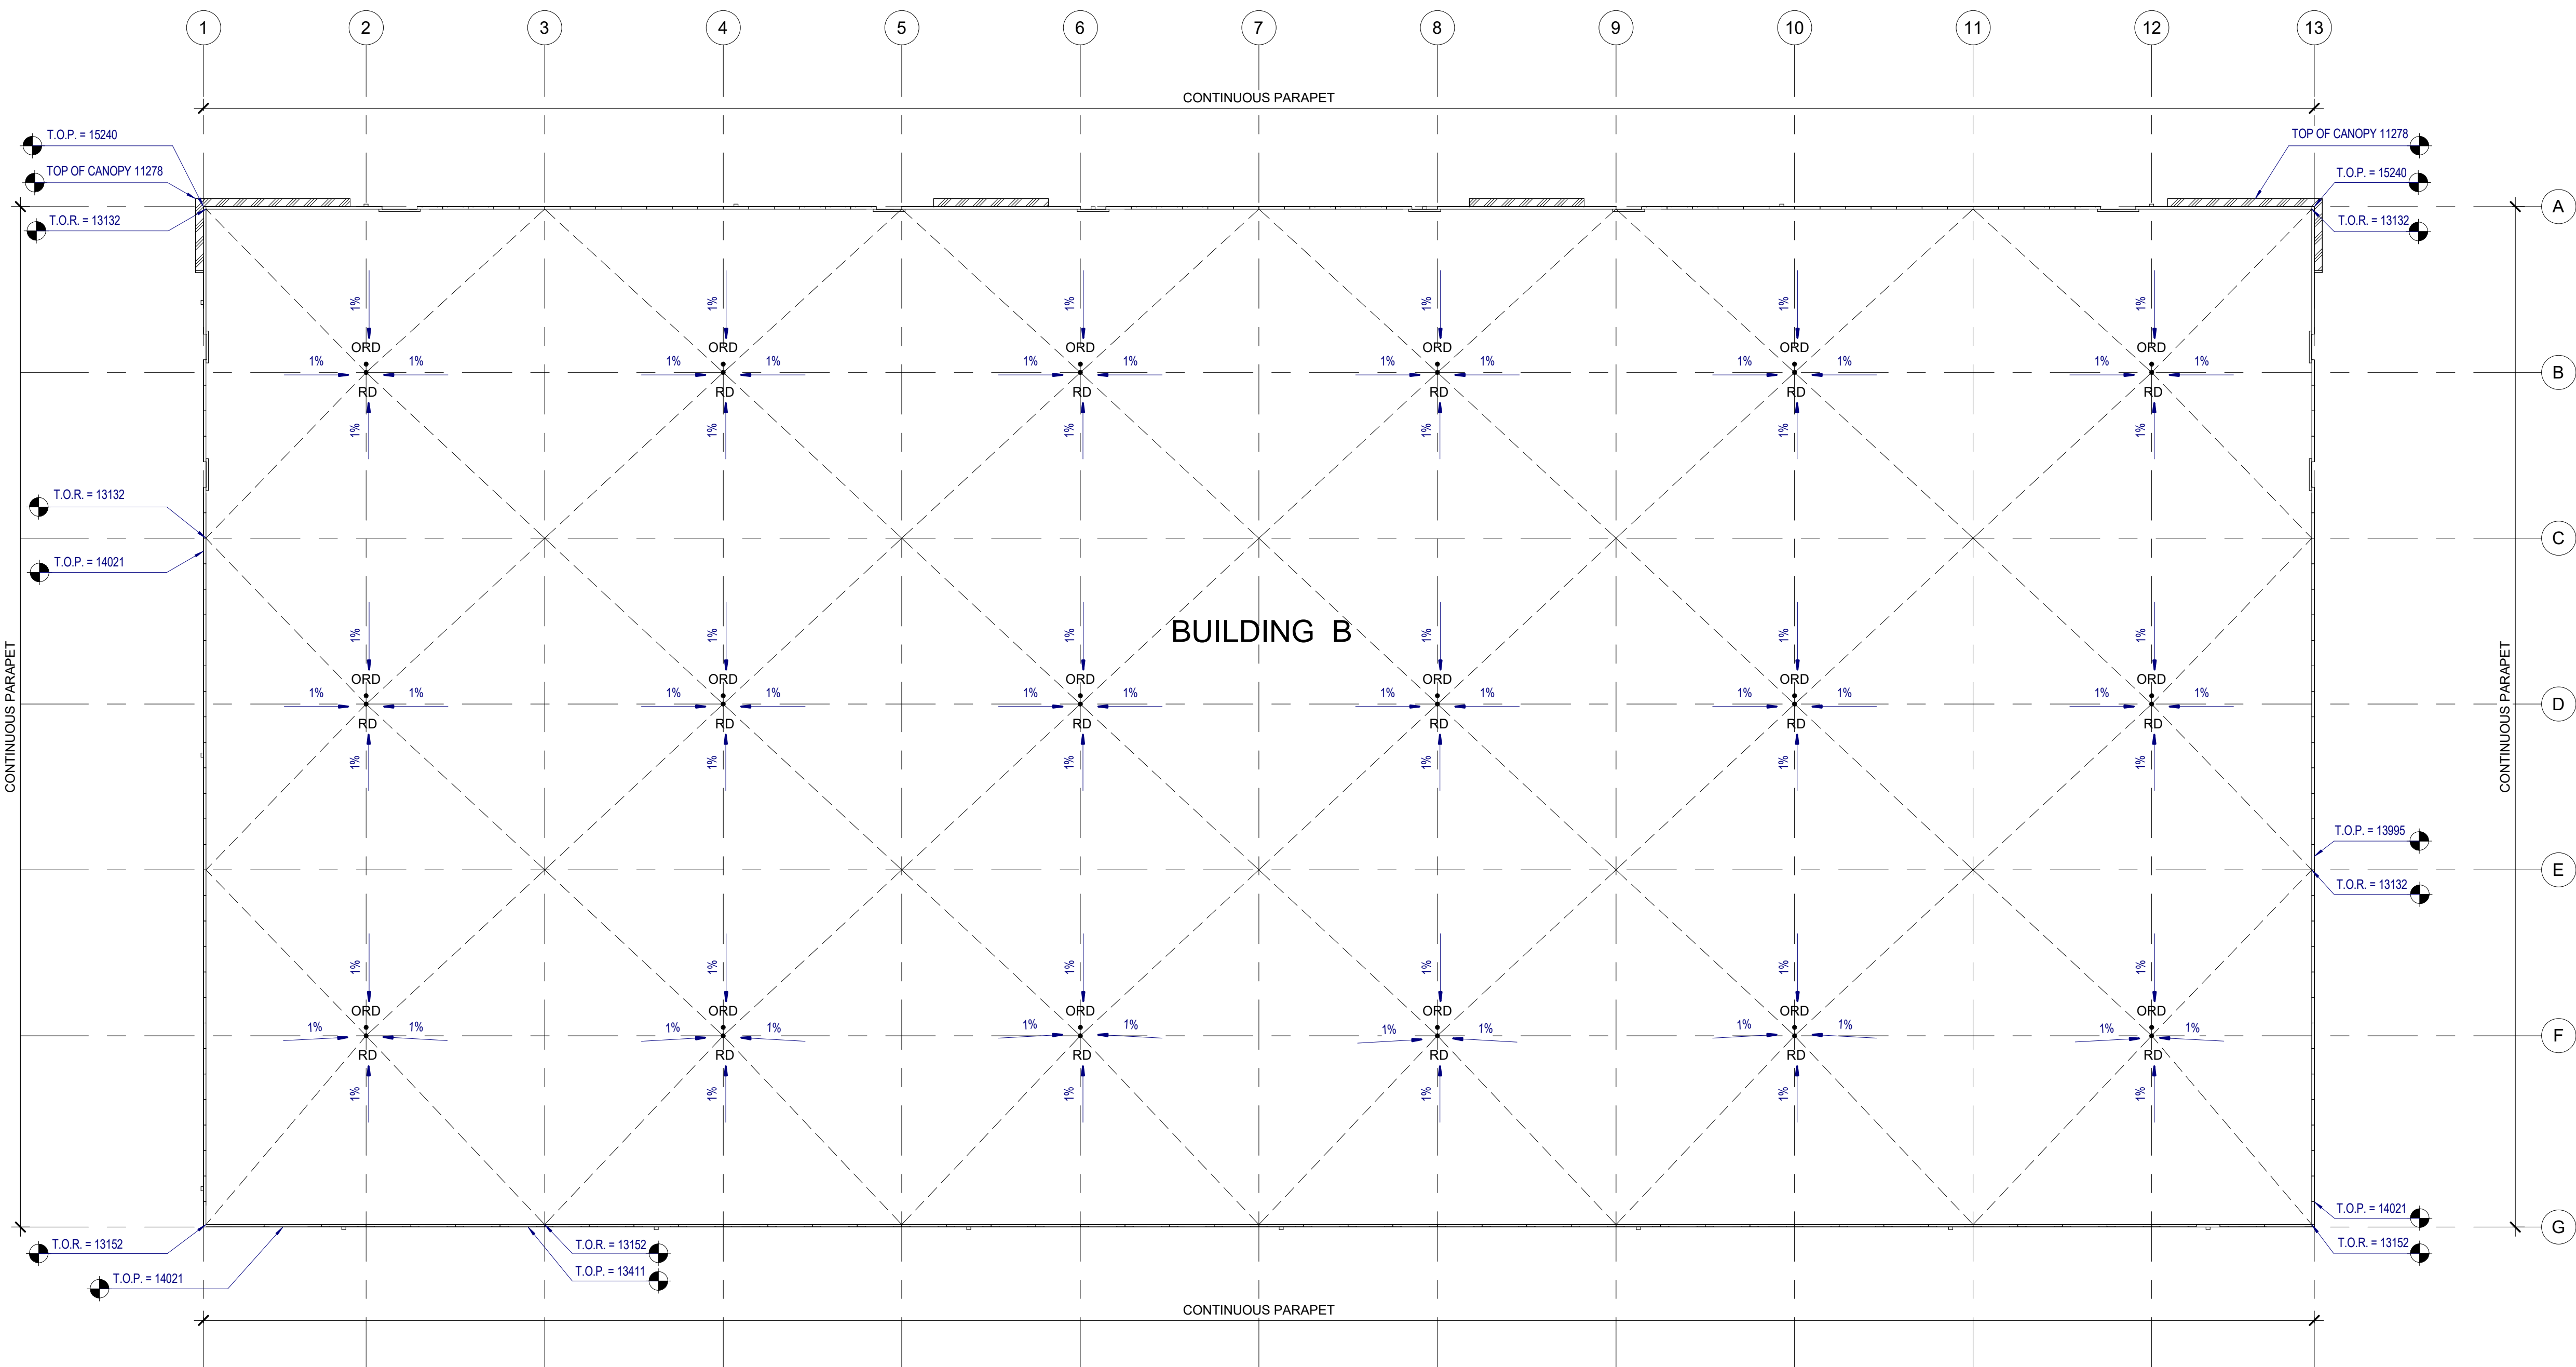 1 2 3 4 5 6 7 8 9 10 11 12 13
CONTINUOUS PARAPET
T.O.P. = 15240
TOP OF CANOPY 11278
TOP OF CANOPY 11278
T.O.P. = 15240
A
T.O.R. = 13132
T.O.R. = 13132
1% 1% 1% 1% 1% 1%
ORD ORD ORD ORD ORD ORD
1% 1% 1% 1% 1% 1% 1% 1% 1% 1% 1% 1%
B
RD RD RD RD RD RD
1% 1% 1% 1% 1% 1%
T.O.R. = 13132
C
T.O.P. = 14021
BUILDING B
1% 1% 1% 1% 1% 1%
ORD ORD ORD ORD ORD ORD
1% 1% 1% 1% 1% 1% 1% 1% 1% 1% 1% 1%
D
CONTINUOUS PARAPET
CONTINUOUS PARAPET
RD RD RD RD RD RD
1% 1% 1% 1% 1% 1%
T.O.P. = 13995
E
T.O.R. = 13132
1% 1% 1% 1% 1% 1%
ORD ORD ORD ORD ORD ORD
1% 1% 1% 1% 1% 1% 1% 1% 1% 1% 1% 1%
F
RD RD RD RD RD RD
1% 1% 1% 1% 1% 1%
T.O.P. = 14021
G
T.O.R. = 13152
T.O.R. = 13152
T.O.R. = 13152
T.O.P. = 14021
T.O.P. = 13411
CONTINUOUS PARAPET